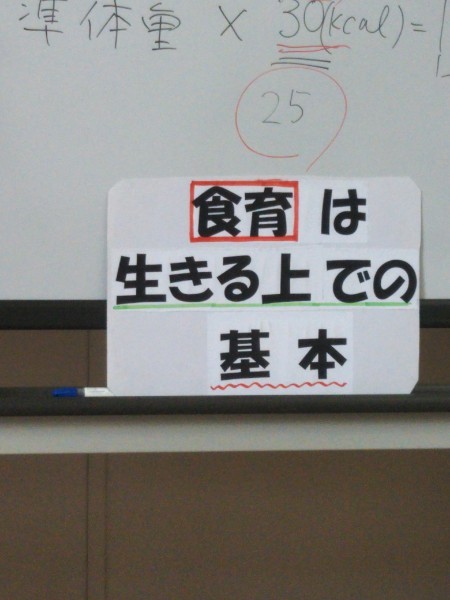 準体重 × 30(kcal)=
25
食育は
生きる上での
基本